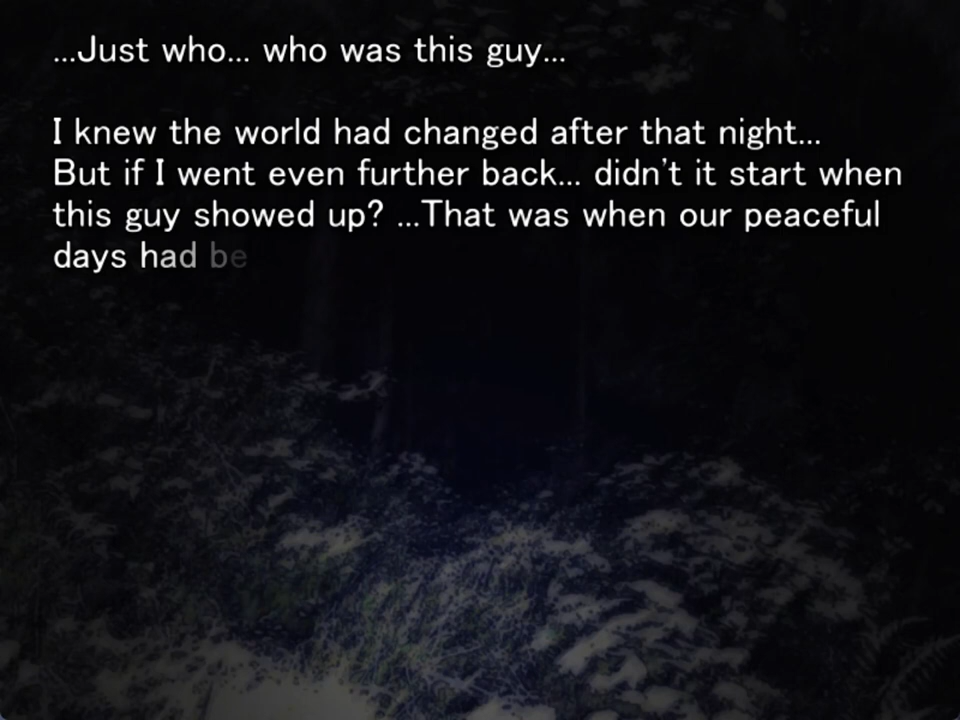 ...Just who... who was this guy...
I knew the world had changed after that night...
But if I went even further back... didn't it start when
this guy showed up? ...That was when our peaceful
days had be